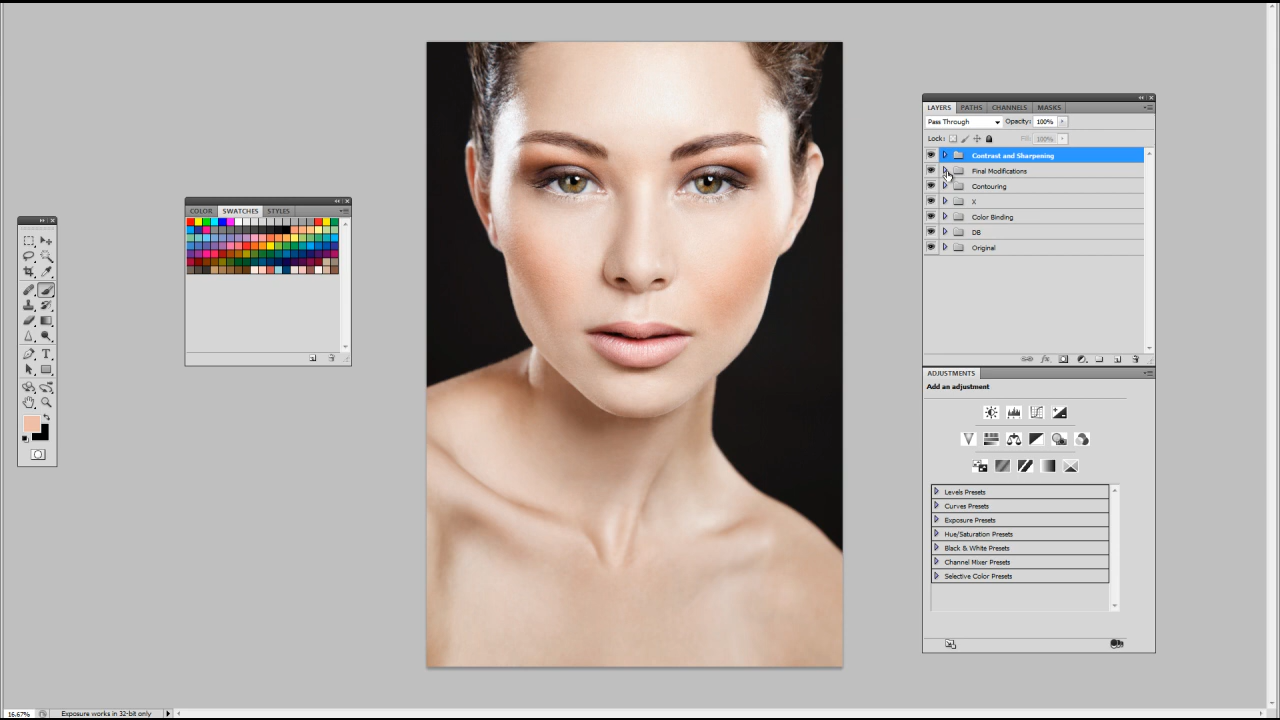 LAYERS PATHS CHANNELS MASKS
Pass Through Opacity: 100%
Lock: Fill: 100%
Contrast and Sharpening
Final Modifications
Contouring
X
Color Binding
DB
Original
COLOR SWATCHES STYLES
T
fx
ADJUSTMENTS
Add an adjustment
V
Levels Presets
Curves Presets
Exposure Presets
Hue/Saturation Presets
Black & White Presets
Channel Mixer Presets
Selective Color Presets
16.67% Exposure works in 32-bit only